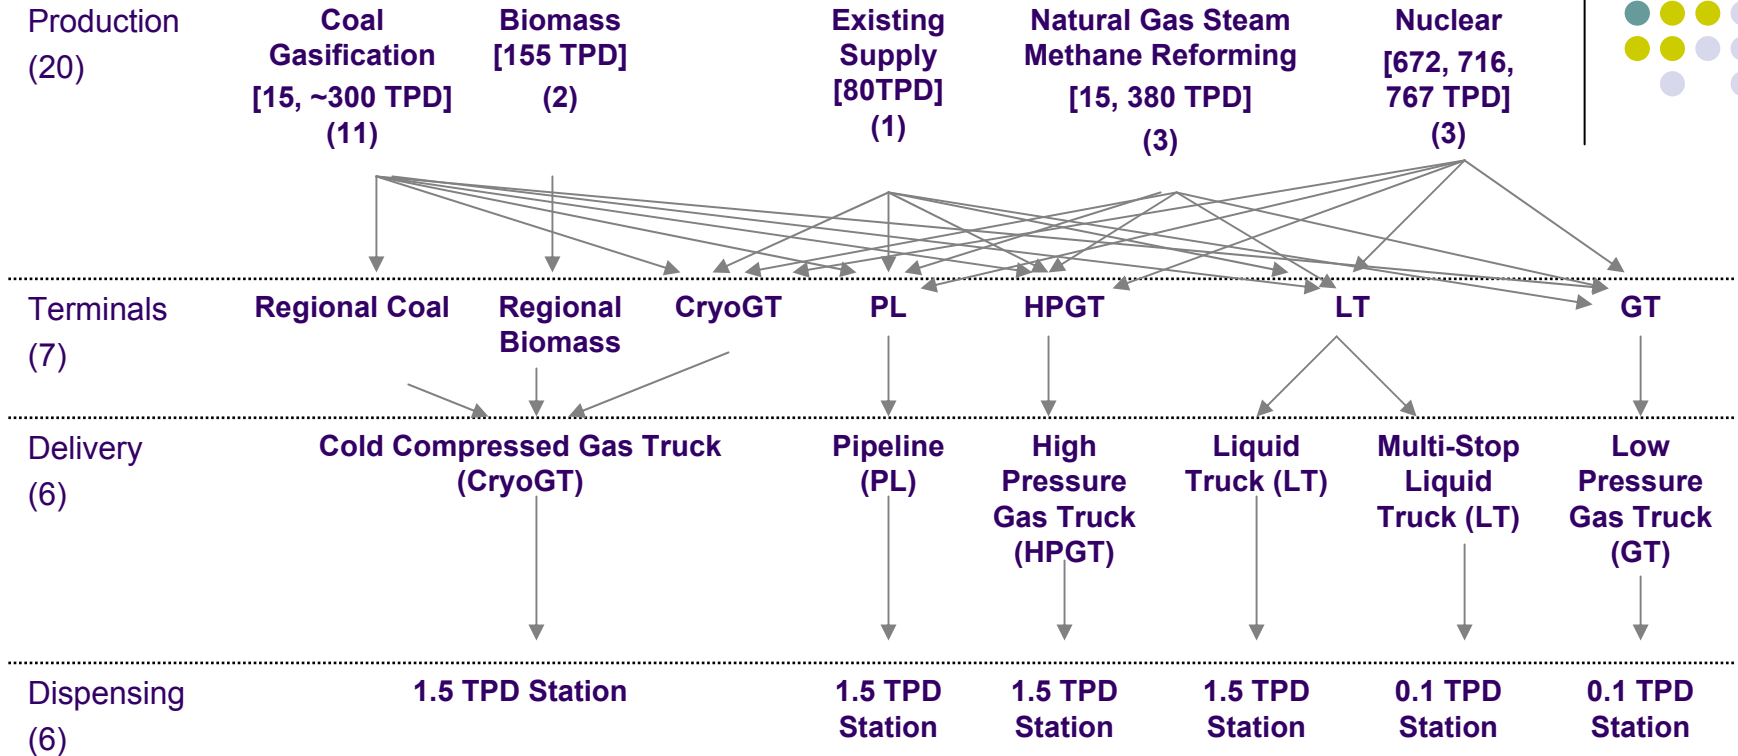 Production
(20)
Coal
Gasification
[15, ~300 TPD]
(11)
Biomass
[155 TPD]
(2)
Existing
Supply
[80TPD]
(1)
Natural Gas Steam
Methane Reforming
[15, 380 TPD]
(3)
Nuclear
[672, 716,
767 TPD]
(3)
Terminals
(7)
Regional Coal
Regional
Biomass
CryoGT
PL
HPGT
LT
GT
Delivery
(6)
Cold Compressed Gas Truck
(CryoGT)
Pipeline
(PL)
High
Pressure
Gas Truck
(HPGT)
Liquid
Truck (LT)
Multi-Stop
Liquid
Truck (LT)
Low
Pressure
Gas Truck
(GT)
Dispensing
(6)
1.5 TPD Station
1.5 TPD
Station
1.5 TPD
Station
1.5 TPD
Station
0.1 TPD
Station
0.1 TPD
Station